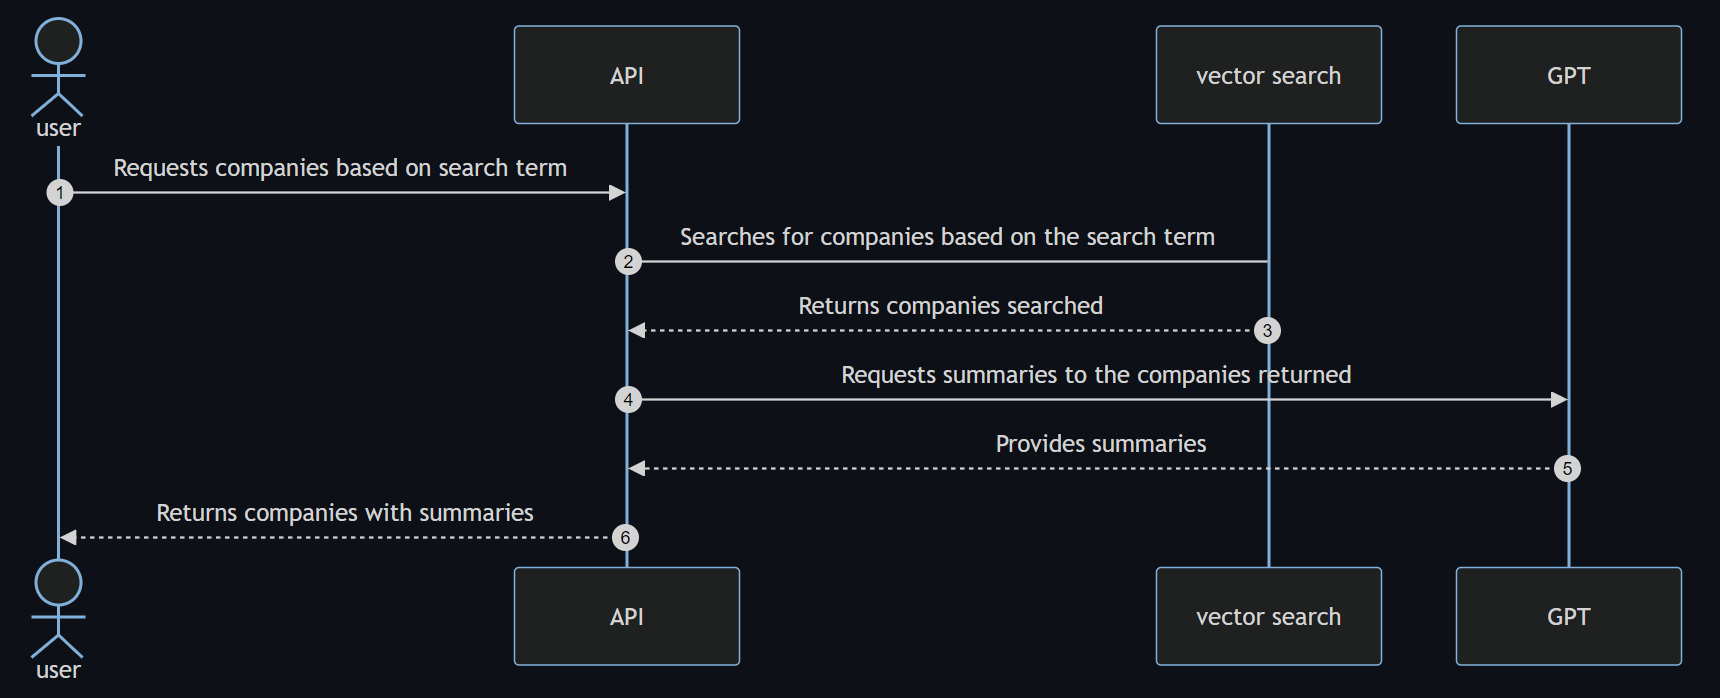 user
API
vector search
GPT
Requests companies based on search term
1
Searches for companies based on the search term
2
Returns companies searched
3
Requests summaries to the companies returned
4
Provides summaries
5
Returns companies with summaries
6
user
API
vector search
GPT